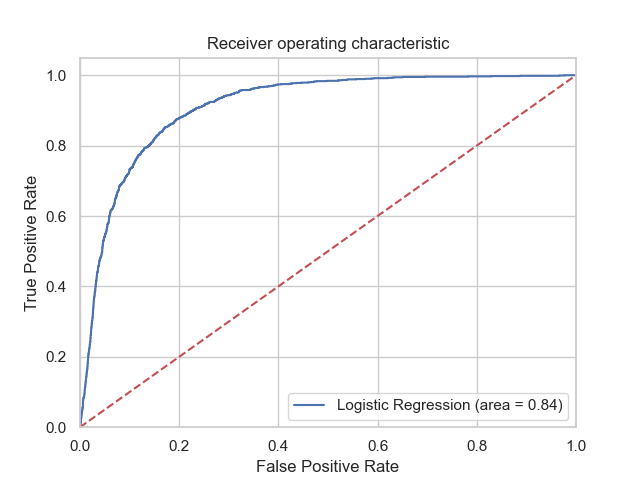 Receiver operating characteristic
1.0
0.8
0.6
0.4
0.2
0.0
True Positive Rate
Logistic Regression (area = 0.84)
0.0 0.2 0.4 0.6 0.8 1.0
False Positive Rate